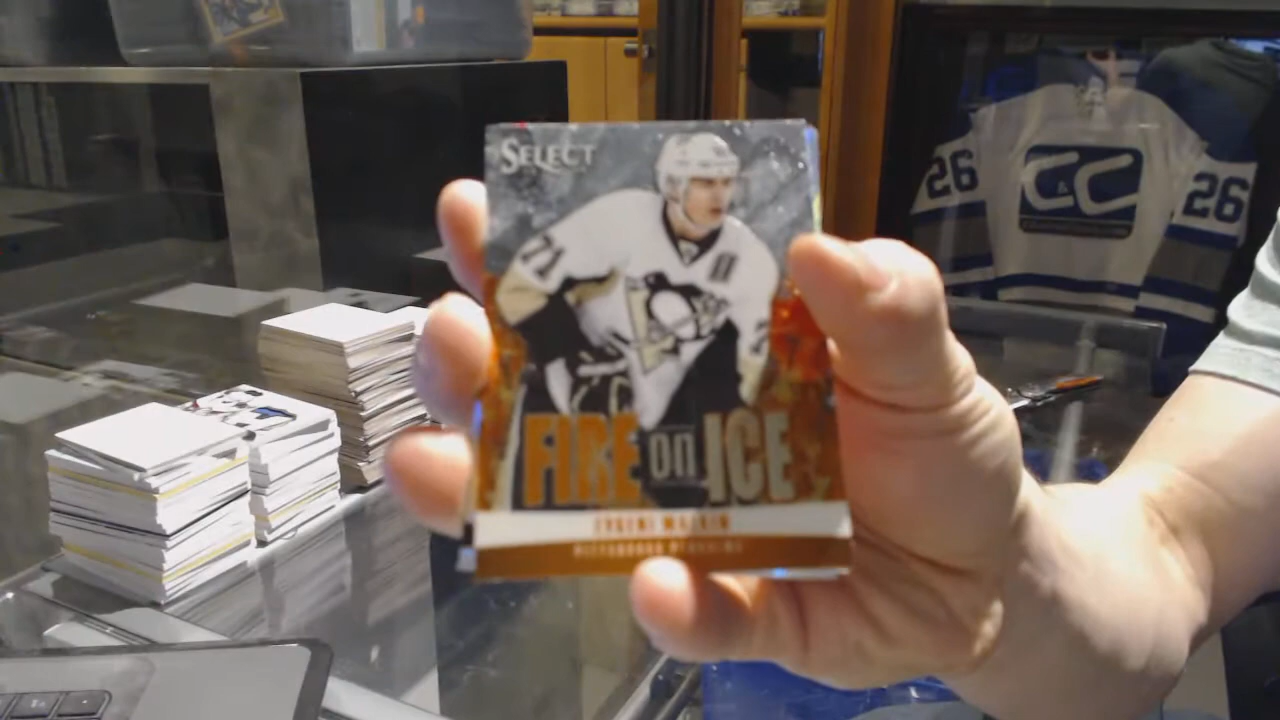 SELECT
71
FIRE on ICE
EVGENI MALKIN
PITTSBURGH PENGUINS
26
C&C
26